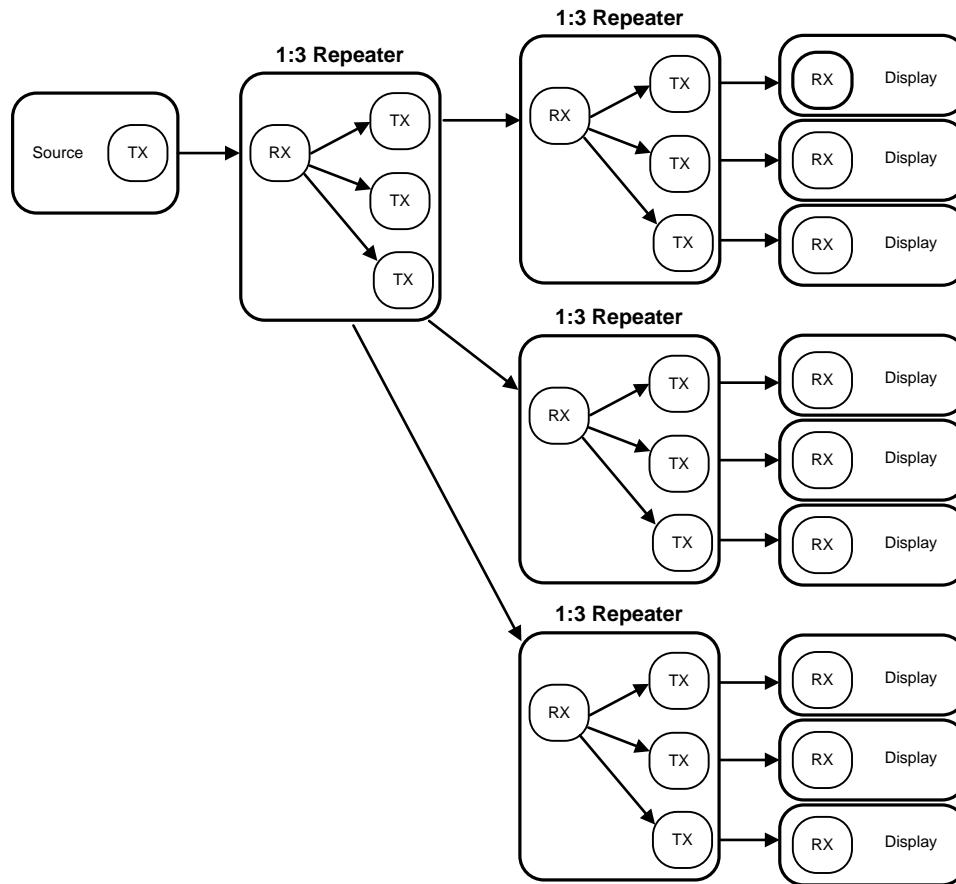 1:3 Repeater
1:3 Repeater
Source
TX
RX
TX
TX
TX
RX
TX
TX
TX
RX
Display
RX
Display
RX
Display
1:3 Repeater
RX
TX
TX
TX
RX
Display
RX
Display
RX
Display
1:3 Repeater
RX
TX
TX
TX
RX
Display
RX
Display
RX
Display